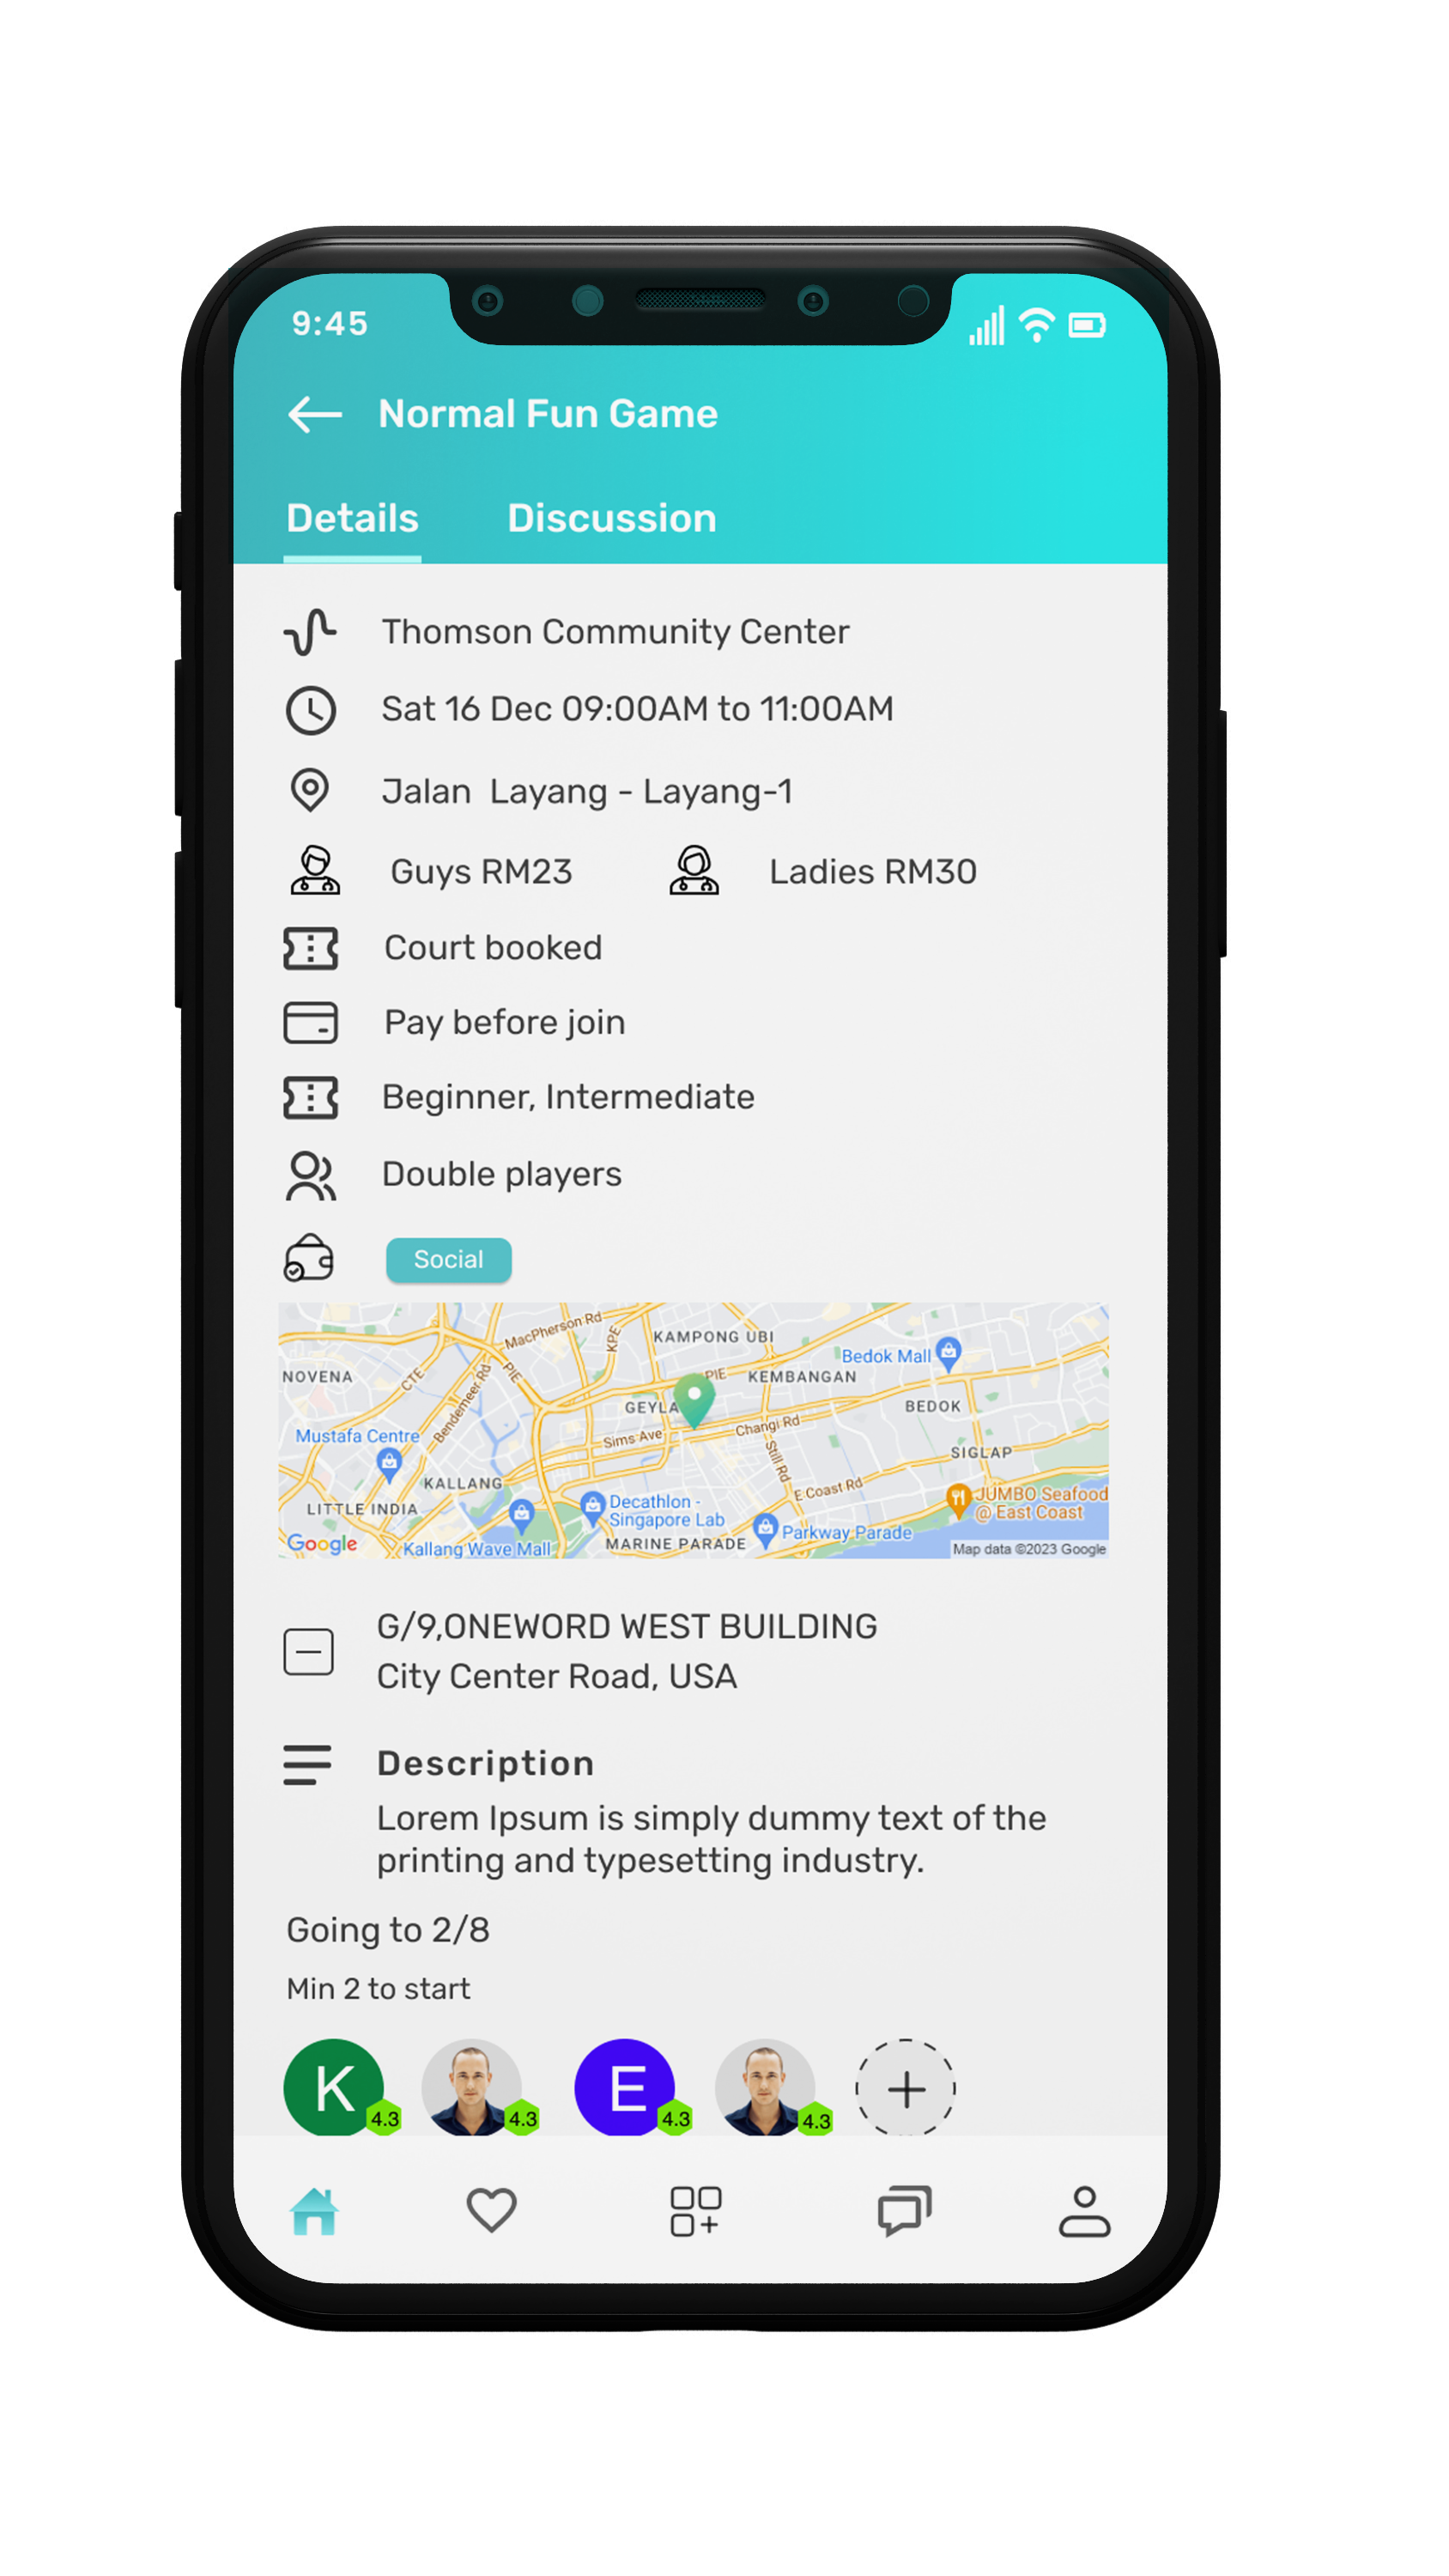 9:45
Normal Fun Game
Details Discussion
Thomson Community Center
Sat 16 Dec 09:00AM to 11:00AM
Jalan Layang - Layang-1
Guys RM23 Ladies RM30
Court booked
Pay before join
Beginner, Intermediate
Double players
Social
MacPherson Rd
KPE
KAMPONG UBI
Bedok Mall
NOVENA
CTE
PIE
PIE
KEMBANGAN
Bendemeer Rd
GEYLA
BEDOK
Mustafa Centre
Sims Ave
Changi Rd
Still Rd
SIGLAP
KALLANG
E Coast Rd
LITTLE INDIA
Decathlon -
Singapore Lab
JUMBO Seafood
@ East Coast
Parkway Parade
Google
Kallang Wave Mall
MARINE PARADE
Map data ©2023 Google
G/9,ONEWORD WEST BUILDING
City Center Road, USA
Description
Lorem Ipsum is simply dummy text of the
printing and typesetting industry.
Going to 2/8
Min 2 to start
K 4.3 4.3 E 4.3 4.3